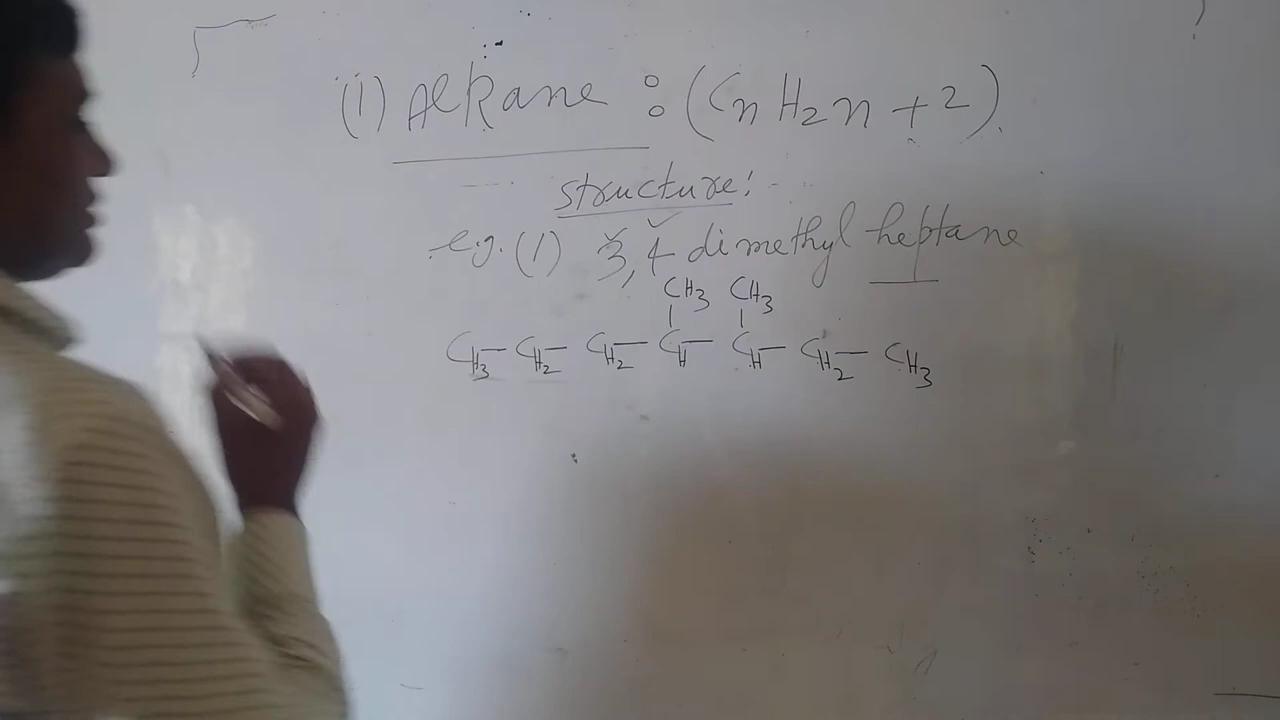 (1) Alkane : (CnH2n+2)
structure:
e.g. (1) 3,4 dimethyl heptane
CH3 CH3
CH3-CH2-CH2-CH-CH-CH2-CH3